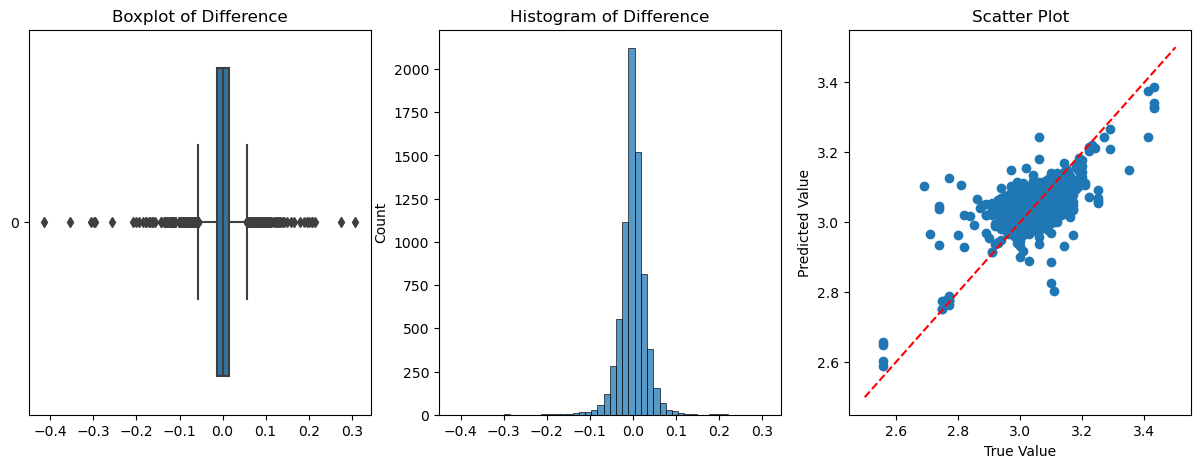 Boxplot of Difference
0
−0.4 −0.3 −0.2 −0.1 0.0 0.1 0.2 0.3
Histogram of Difference
Count
2000
1750
1500
1250
1000
750
500
250
0
−0.4 −0.3 −0.2 −0.1 0.0 0.1 0.2 0.3
Scatter Plot
Predicted Value
3.4
3.2
3.0
2.8
2.6
2.6 2.8 3.0 3.2 3.4
True Value